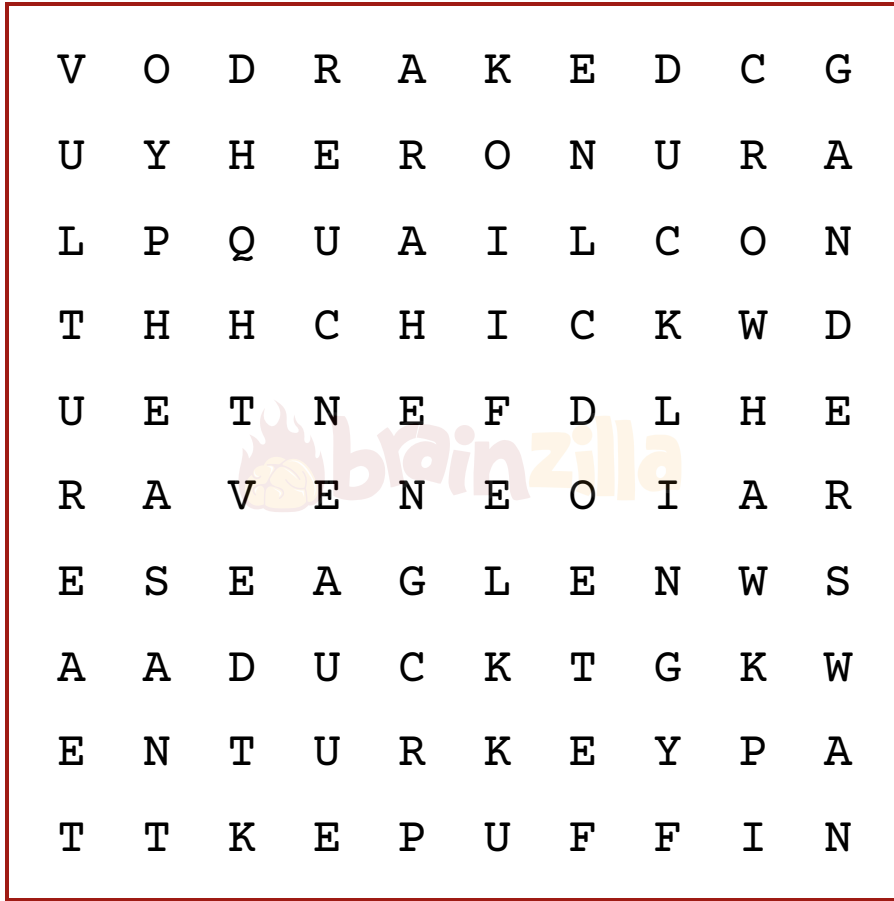 V O D R A K E D C G
U Y H E R O N U R A
L P Q U A I L C O N
T H H C H I C K W D
U E T N E F D L H E
R A V E N E O I A R
E S E A G L E N W S
A A D U C K T G K W
E N T U R K E Y P A
T T K E P U F F I N
brainzilla